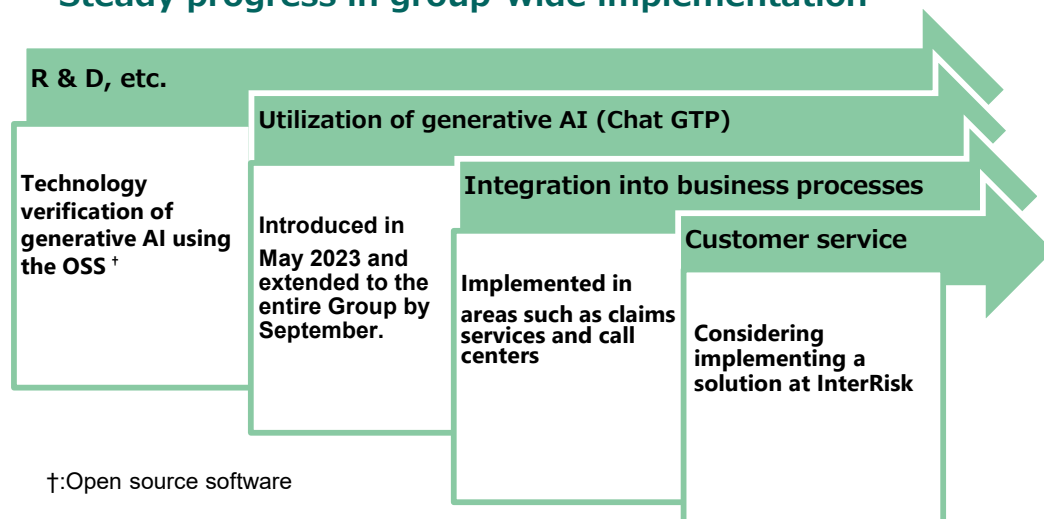 Steady progress in group-wide implementation
R & D, etc.
Utilization of generative AI (Chat GTP)
Integration into business processes
Customer service
Technology
verification of
generative AI using
the OSS †
Introduced in
May 2023 and
extended to the
entire Group by
September.
Implemented in
areas such as claims
services and call
centers
Considering
implementing a
solution at InterRisk
†:Open source software